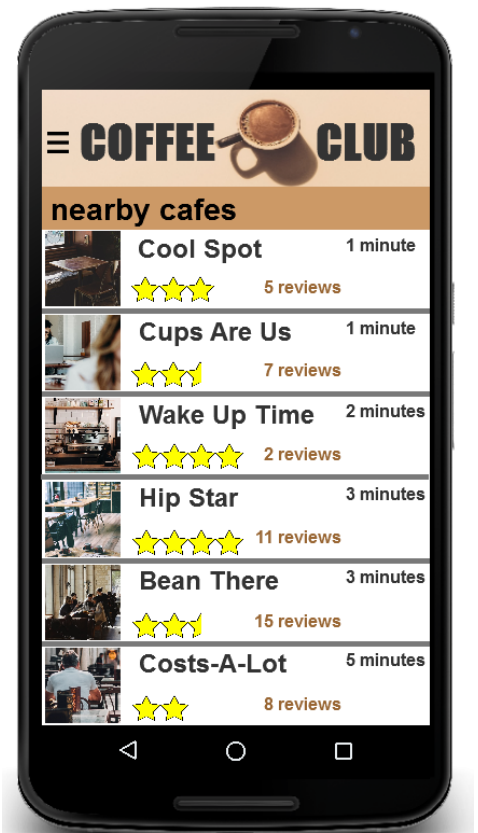 COFFEE CLUB
nearby cafes
Cool Spot 1 minute
5 reviews
Cups Are Us 1 minute
7 reviews
Wake Up Time 2 minutes
2 reviews
Hip Star 3 minutes
11 reviews
Bean There 3 minutes
15 reviews
Costs-A-Lot 5 minutes
8 reviews